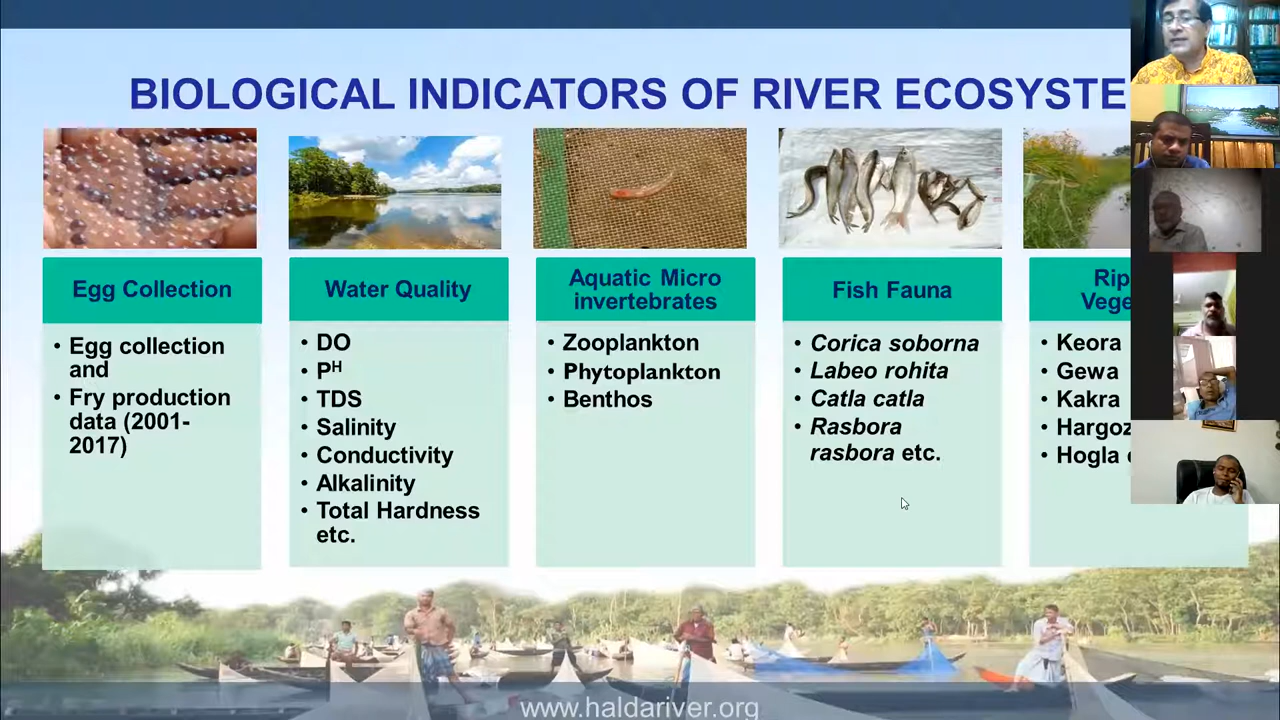 BIOLOGICAL INDICATORS OF RIVER ECOSYSTE
Egg Collection
• Egg collection
and
• Fry production
data (2001-
2017)
Water Quality
• DO
• Pᴴ
• TDS
• Salinity
• Conductivity
• Alkalinity
• Total Hardness
etc.
Aquatic Micro
invertebrates
• Zooplankton
• Phytoplankton
• Benthos
Fish Fauna
• Corica soborna
• Labeo rohita
• Catla catla
• Rasbora
rasbora etc.
Rip
Vege
• Keora
• Gewa
• Kakra
• Hargoz
• Hogla
www.haldariver.org